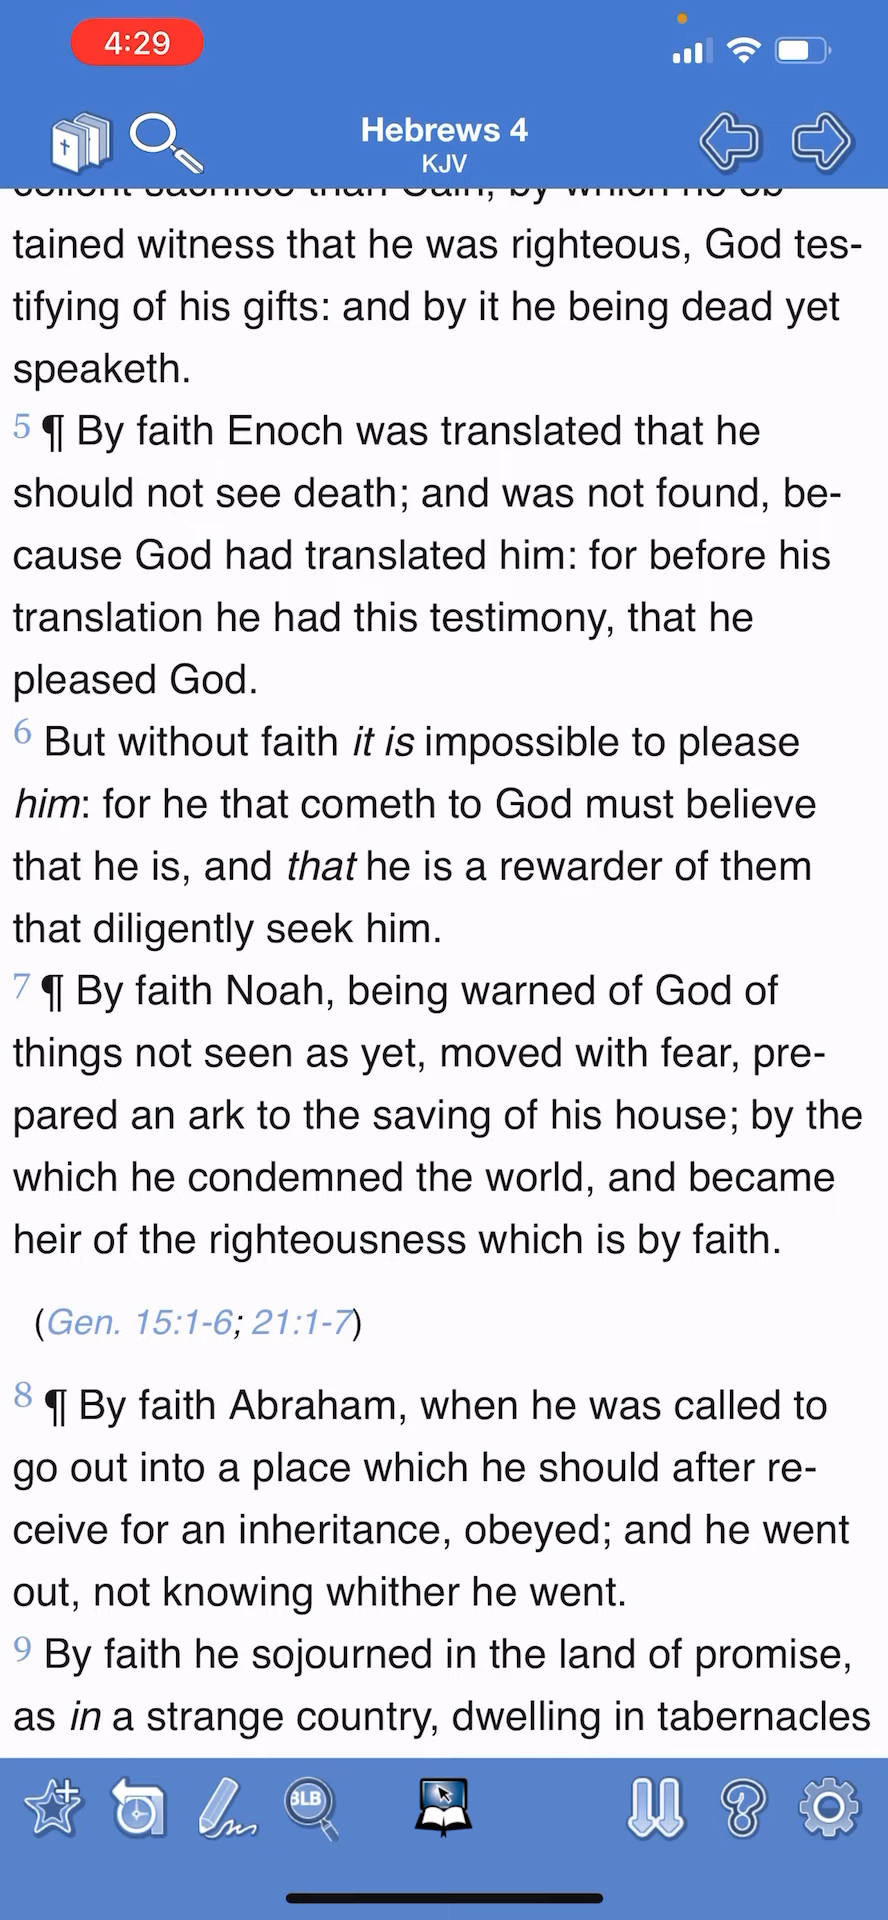 4:29
Hebrews 4
KJV
cellent sacrifice than Cain, by which he ob-
tained witness that he was righteous, God tes-
tifying of his gifts: and by it he being dead yet
speaketh.
5 ¶ By faith Enoch was translated that he
should not see death; and was not found, be-
cause God had translated him: for before his
translation he had this testimony, that he
pleased God.
6 But without faith it is impossible to please
him: for he that cometh to God must believe
that he is, and that he is a rewarder of them
that diligently seek him.
7 ¶ By faith Noah, being warned of God of
things not seen as yet, moved with fear, pre-
pared an ark to the saving of his house; by the
which he condemned the world, and became
heir of the righteousness which is by faith.
(Gen. 15:1-6; 21:1-7)
8 ¶ By faith Abraham, when he was called to
go out into a place which he should after re-
ceive for an inheritance, obeyed; and he went
out, not knowing whither he went.
9 By faith he sojourned in the land of promise,
as in a strange country, dwelling in tabernacles
BLB